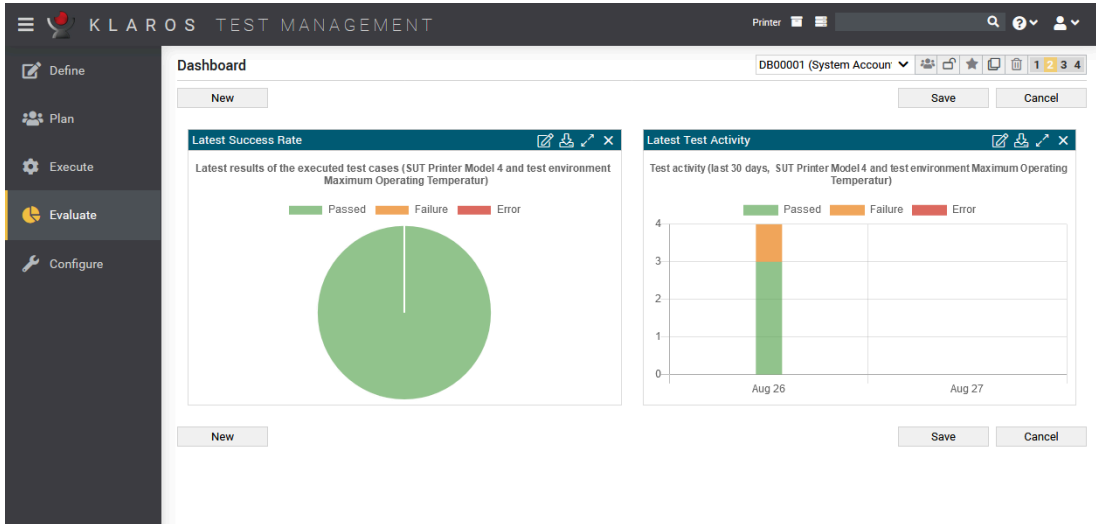 KLAROS TEST MANAGEMENT
Printer
Define
Plan
Execute
Evaluate
Configure
Dashboard
DB00001 (System Accoun
1 2 3 4
New
Save
Cancel
Latest Success Rate
Latest results of the executed test cases (SUT Printer Model 4 and test environment
Maximum Operating Temperatur)
Passed
Failure
Error
Latest Test Activity
Test activity (last 30 days, SUT Printer Model 4 and test environment Maximum Operating
Temperatur)
Passed
Failure
Error
4
3
2
1
0
Aug 26
Aug 27
New
Save
Cancel